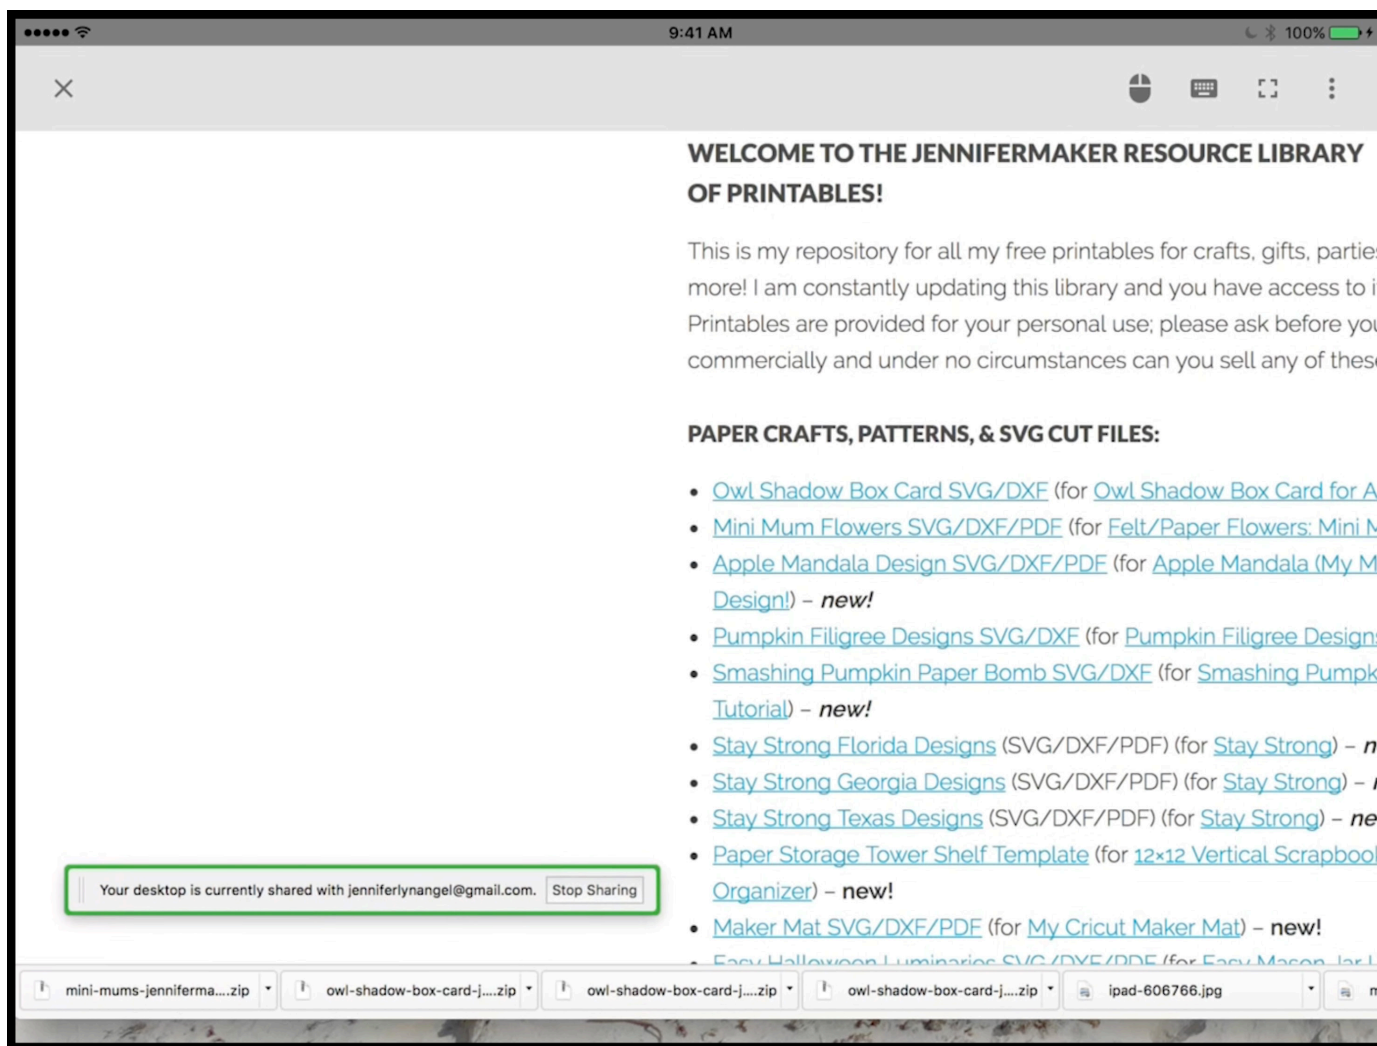 9:41 AM
100%
WELCOME TO THE JENNIFERMAKER RESOURCE LIBRARY
OF PRINTABLES!
This is my repository for all my free printables for crafts, gifts,
more! I am constantly updating this library and you have access to
Printables are provided for your personal use; please ask before
commercially and under no circumstances can you sell any of
PAPER CRAFTS, PATTERNS, & SVG CUT FILES:
• Owl Shadow Box Card SVG/DXF (for Owl Shadow Box Card for
• Mini Mum Flowers SVG/DXF/PDF (for Felt/Paper Flowers: Mini
• Apple Mandala Design SVG/DXF/PDF (for Apple Mandala (My
Design!) – new!
• Pumpkin Filigree Designs SVG/DXF (for Pumpkin Filigree
• Smashing Pumpkin Paper Bomb SVG/DXF (for Smashing
Tutorial) – new!
• Stay Strong Florida Designs (SVG/DXF/PDF) (for Stay Strong) –
• Stay Strong Georgia Designs (SVG/DXF/PDF) (for Stay Strong) –
• Stay Strong Texas Designs (SVG/DXF/PDF) (for Stay Strong) –
• Paper Storage Tower Shelf Template (for 12×12 Vertical
Organizer) – new!
• Maker Mat SVG/DXF/PDF (for My Cricut Maker Mat) – new!
• Easy Halloween Luminaries SVG/DXF/PDF (for Easy Mason Jar
Your desktop is currently shared with jenniferlynangel@gmail.com. Stop Sharing
mini-mums-jenniferma....zip
owl-shadow-box-card-j....zip
owl-shadow-box-card-j....zip
owl-shadow-box-card-j....zip
ipad-606766.jpg